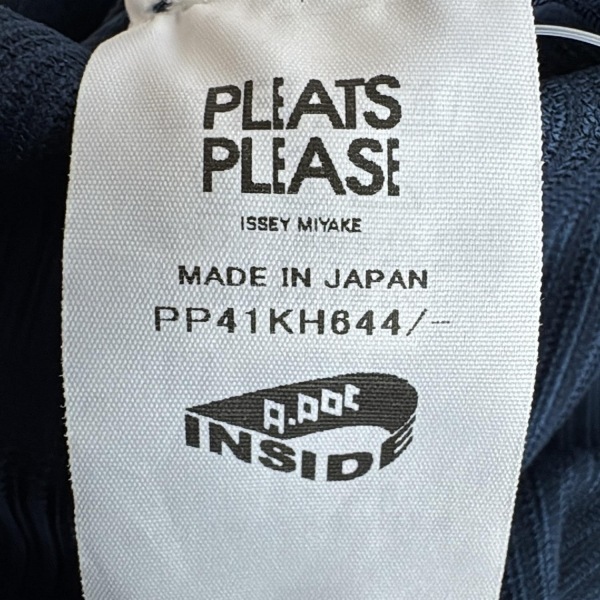 PLEATS
PLEASE
ISSEY MIYAKE
MADE IN JAPAN
PP41KH644/-
A.POC
INSIDE